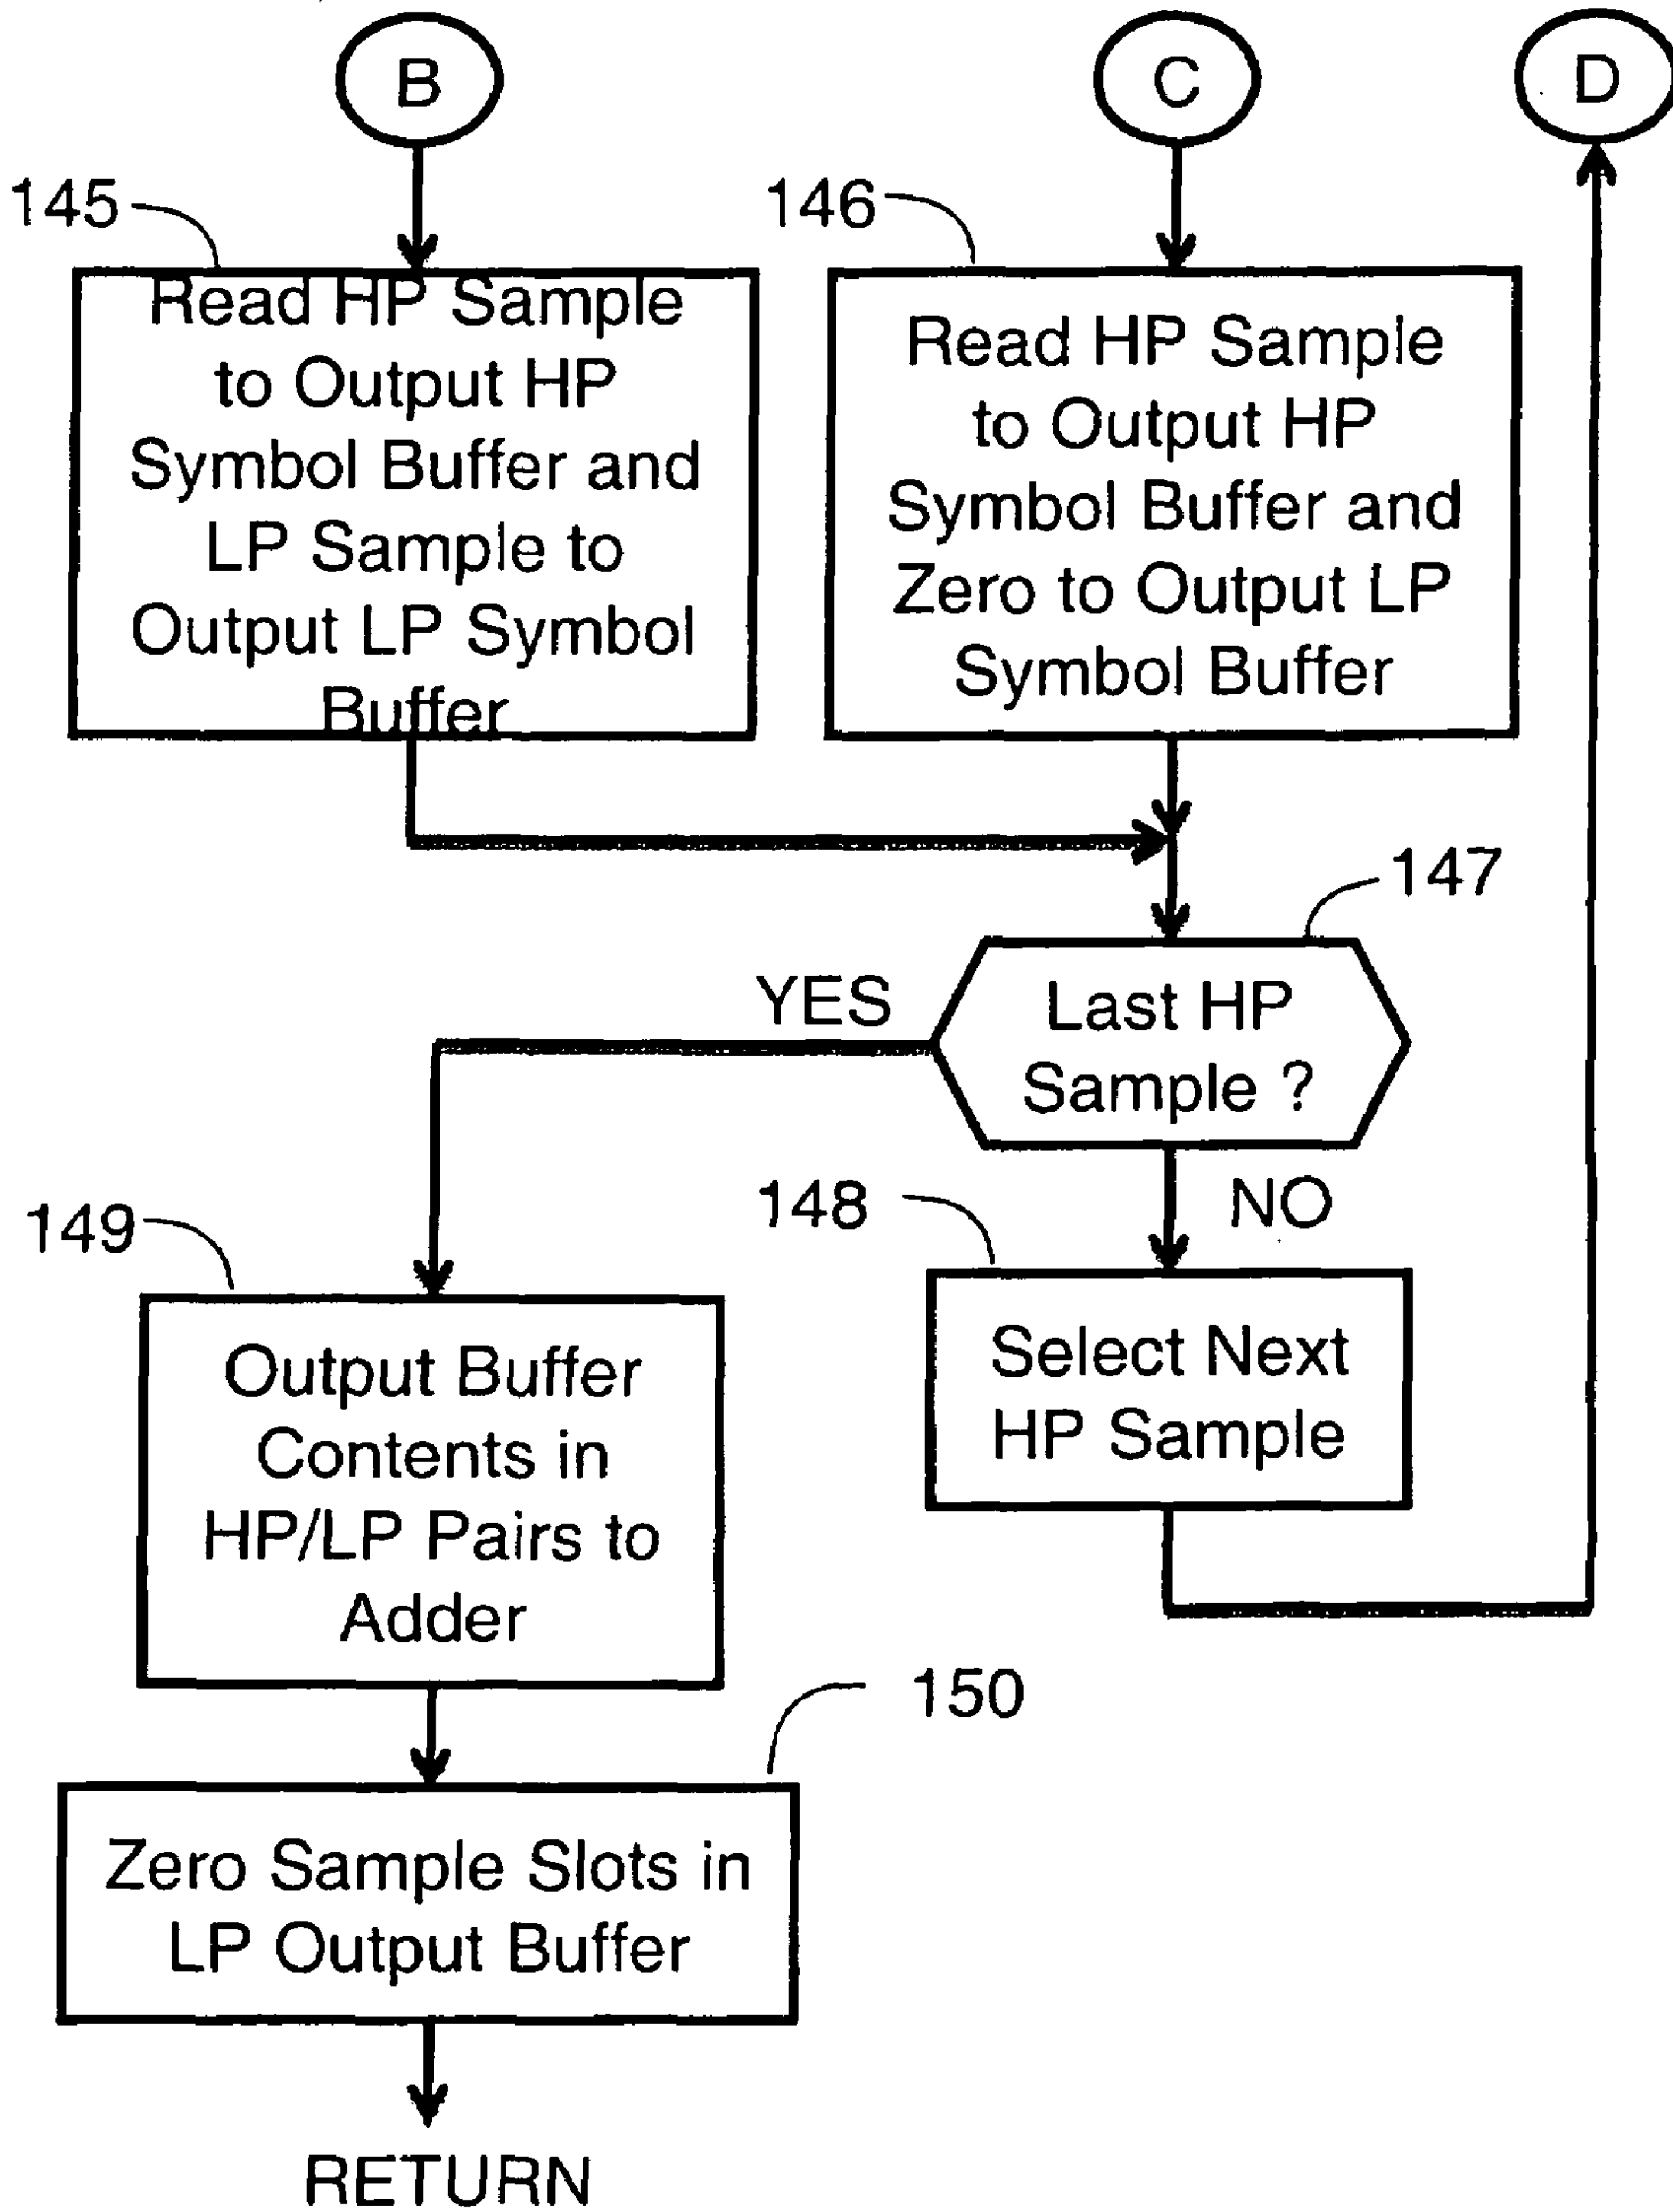 B
C
D
145
146
Read HP Sample
to Output HP
Symbol Buffer and
LP Sample to
Output LP Symbol
Buffer
Read HP Sample
to Output HP
Symbol Buffer and
Zero to Output LP
Symbol Buffer
147
YES
Last HP
Sample ?
NO
148
149
Select Next
HP Sample
Output Buffer
Contents in
HP/LP Pairs to
Adder
150
Zero Sample Slots in
LP Output Buffer
RETURN